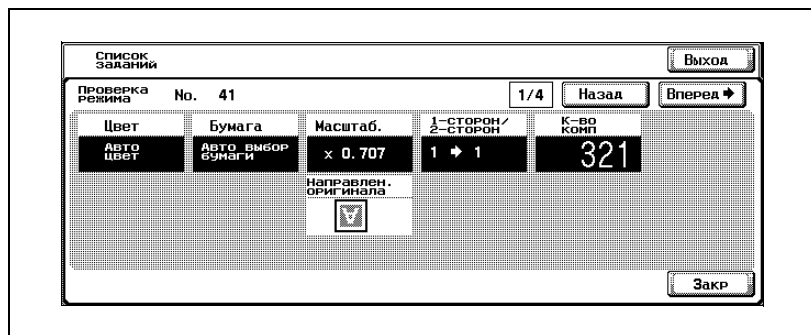 Список
заданий
Выход
Проверка
режима No. 41 1/4 Назад Вперед
Цвет Бумага Масштаб. 1-сторон/
2-сторон К-во
комп
Авто
цвет Авто выбор
бумаги × 0.707 1 → 1 321
Направлен.
оригинала
Закр